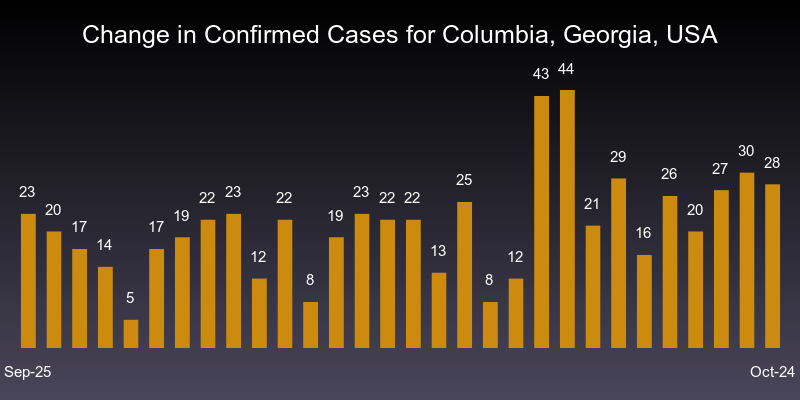 Change in Confirmed Cases for Columbia, Georgia, USA
23 20 17 14 5 17 19 22 23 12 22 8 19 23 22 22 13 25 8 12 43 44 21 29 16 26 20 27 30 28
Sep-25 Oct-24